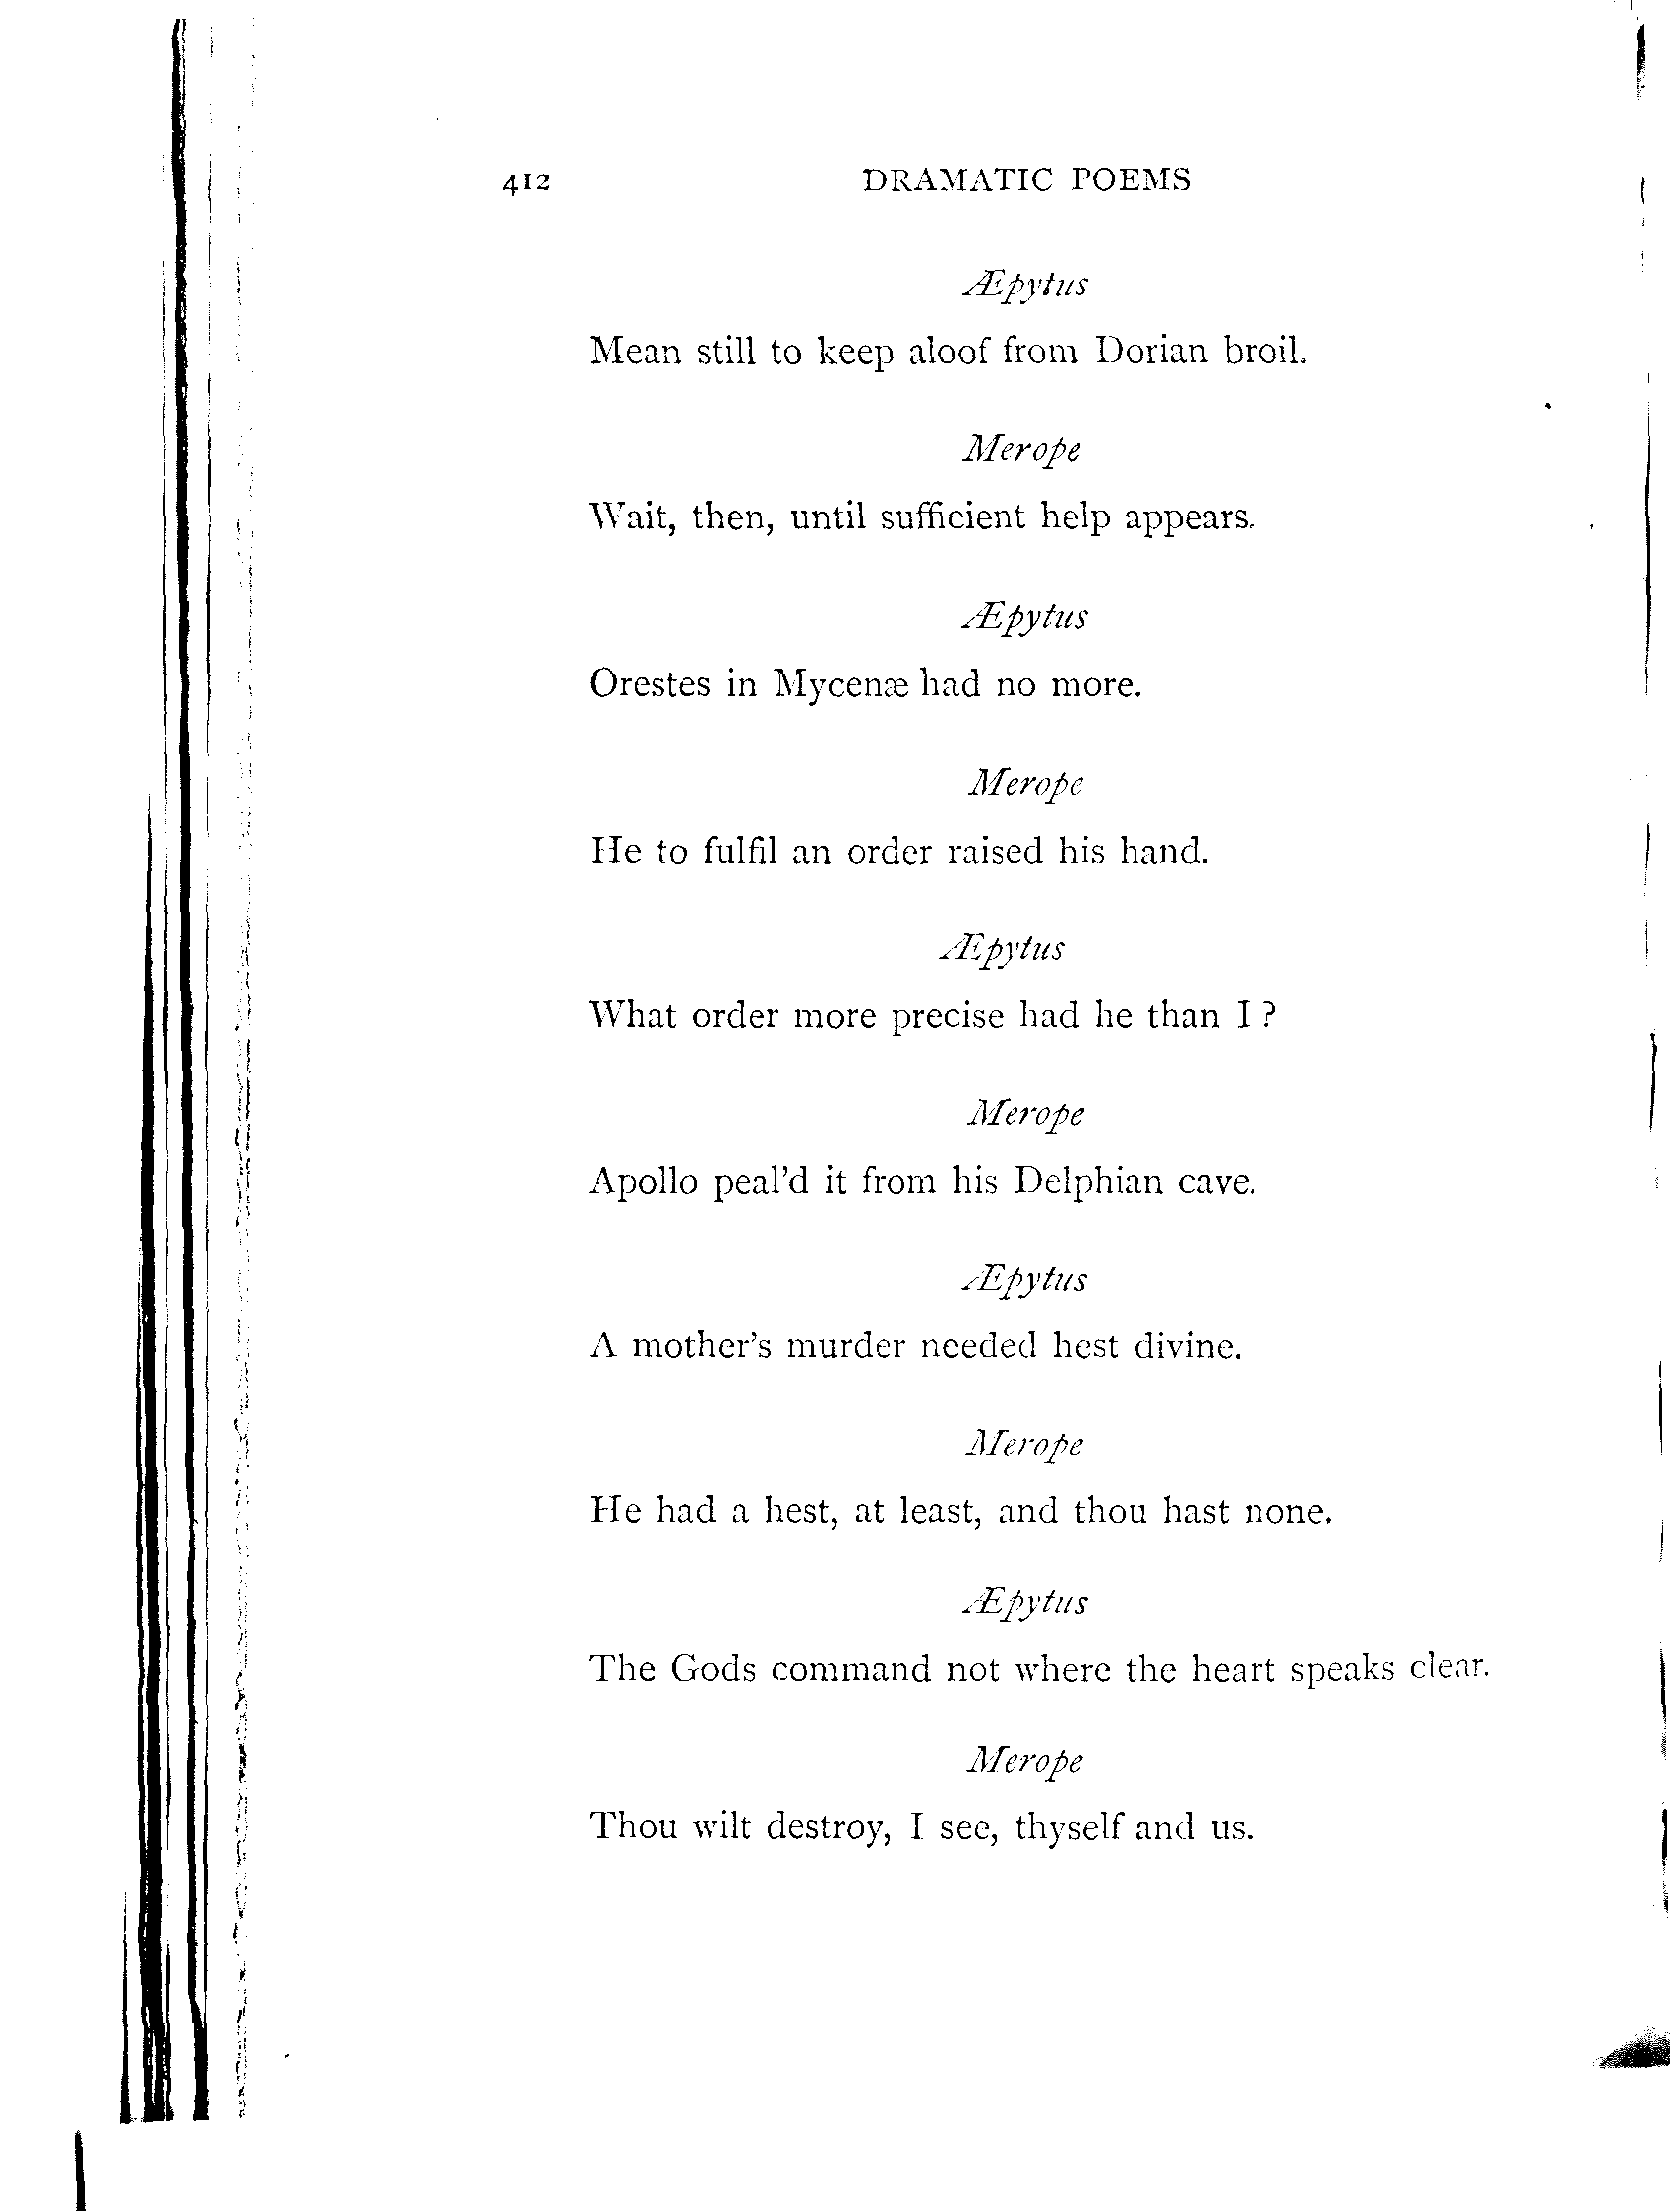 412 DRAMATIC POEMS
Æpytus
Mean still to keep aloof from Dorian broil.
Merope
Wait, then, until sufficient help appears.
Æpytus
Orestes in Mycenæ had no more.
Merope
He to fulfil an order raised his hand.
Æpytus
What order more precise had he than I ?
Merope
Apollo peal'd it from his Delphian cave.
Æpytus
A mother's murder needed hest divine.
Merope
He had a hest, at least, and thou hast none.
Æpytus
The Gods command not where the heart speaks clear.
Merope
Thou wilt destroy, I see, thyself and us.